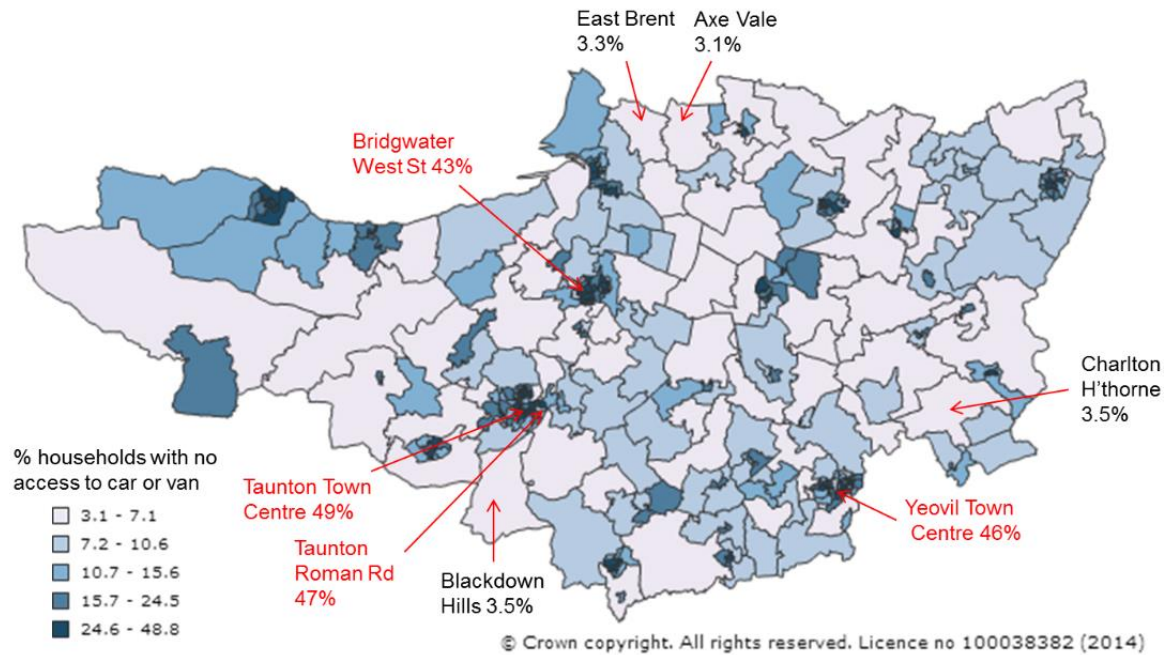 East Brent
3.3%
Axe Vale
3.1%
Bridgwater
West St 43%
Charlton
H'thorne
3.5%
% households with no
access to car or van
3.1 - 7.1
7.2 - 10.6
10.7 - 15.6
15.7 - 24.5
24.6 - 48.8
Taunton Town
Centre 49%
Taunton
Roman Rd
47%
Blackdown
Hills 3.5%
Yeovil Town
Centre 46%
© Crown copyright. All rights reserved. Licence no 100038382 (2014)